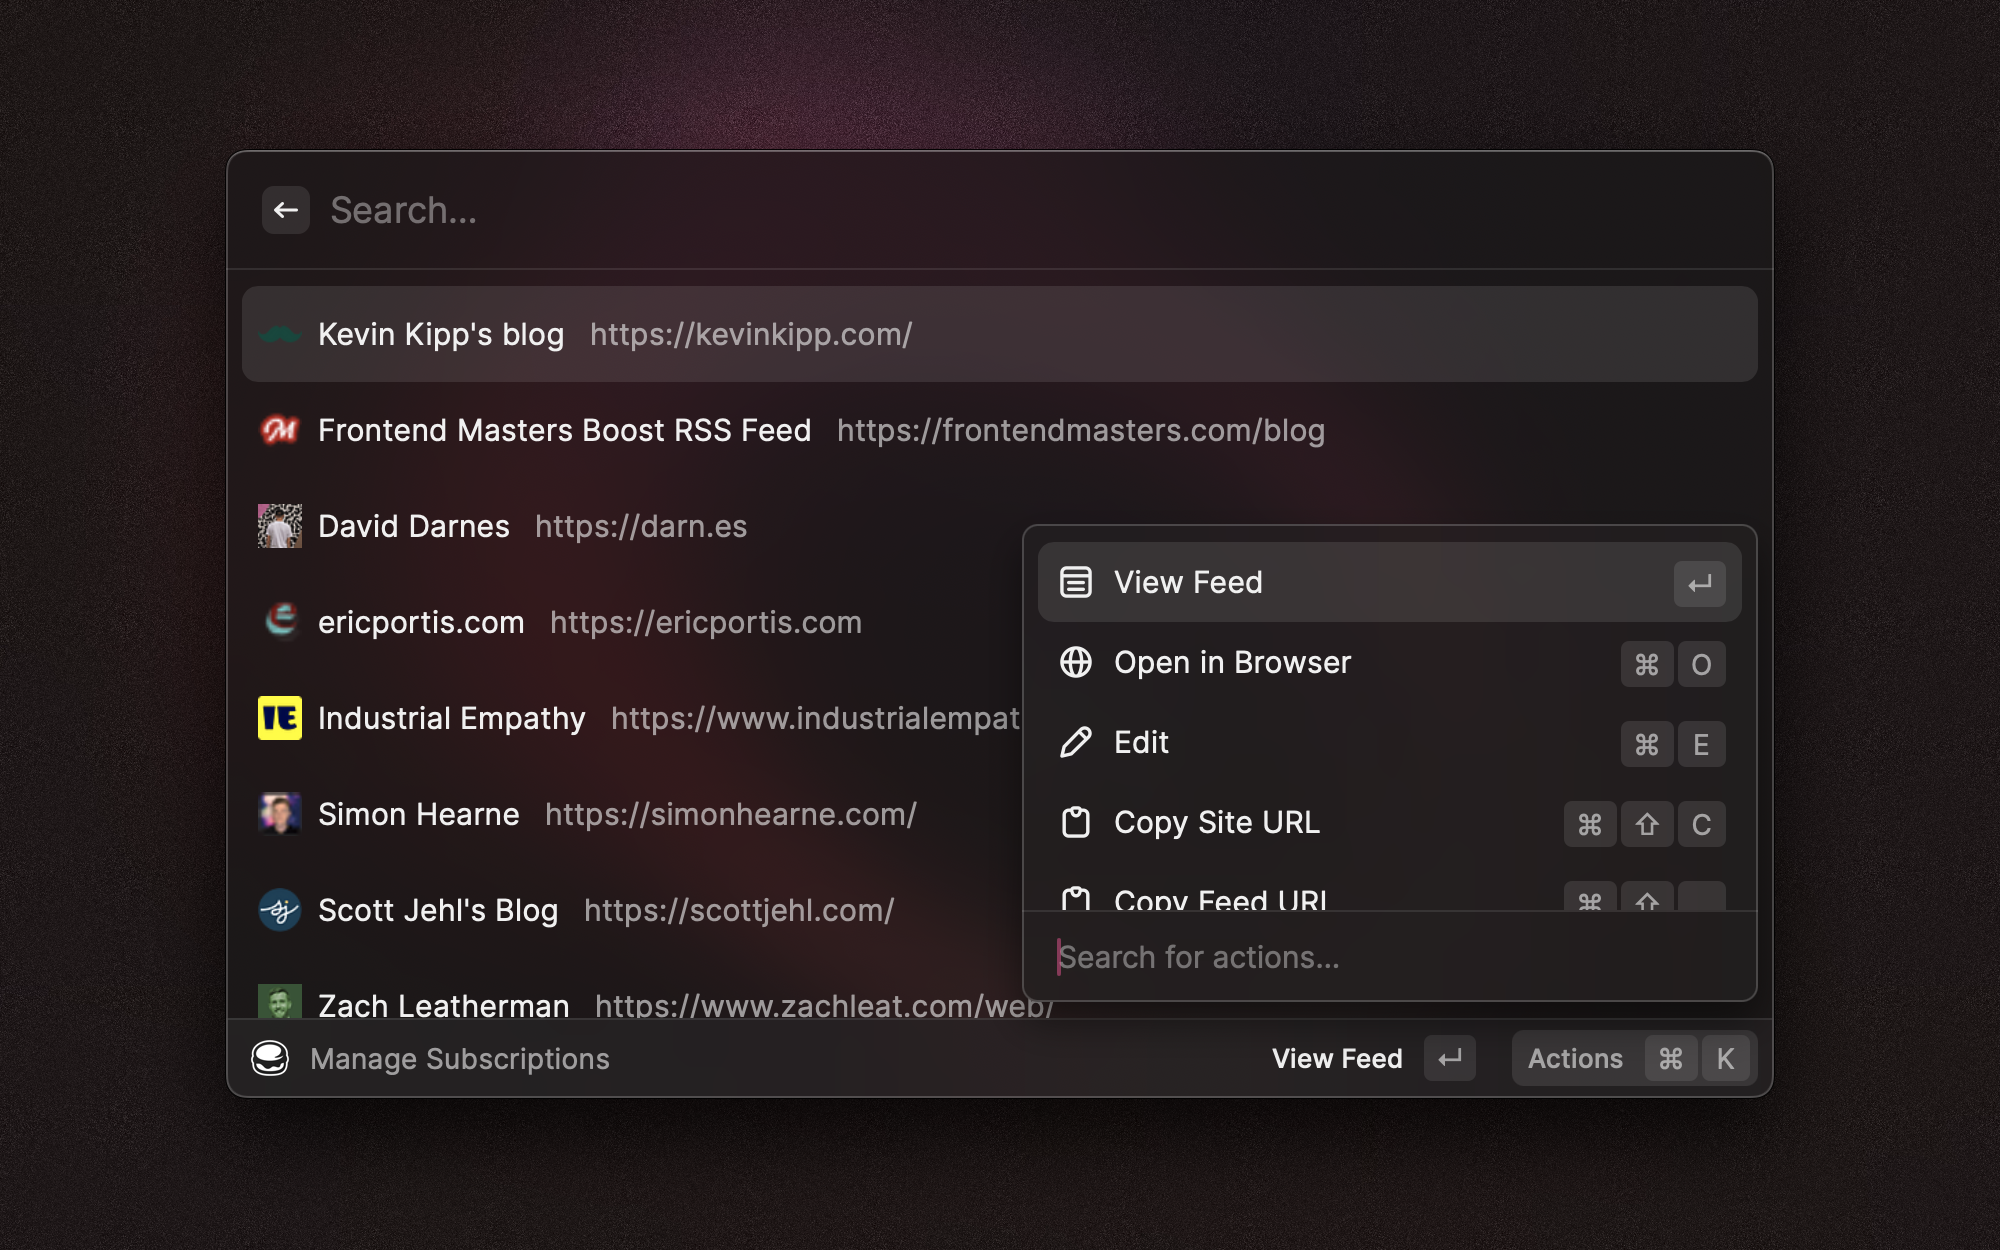 Search...
Kevin Kipp's blog https://kevinkipp.com/
Frontend Masters Boost RSS Feed https://frontendmasters.com/blog
David Darnes https://darn.es
ericportis.com https://ericportis.com
Industrial Empathy https://www.industrialempat
IE
Simon Hearne https://simonhearne.com/
Scott Jehl's Blog https://scottjehl.com/
sj
Zach Leatherman https://www.zachleat.com/web/
View Feed ↵
Open in Browser ⌘ O
Edit ⌘ E
Copy Site URL ⌘ ⇧ C
Copy Feed URL ⌘ ⇧
Search for actions...
Manage Subscriptions View Feed ↵ Actions ⌘ K